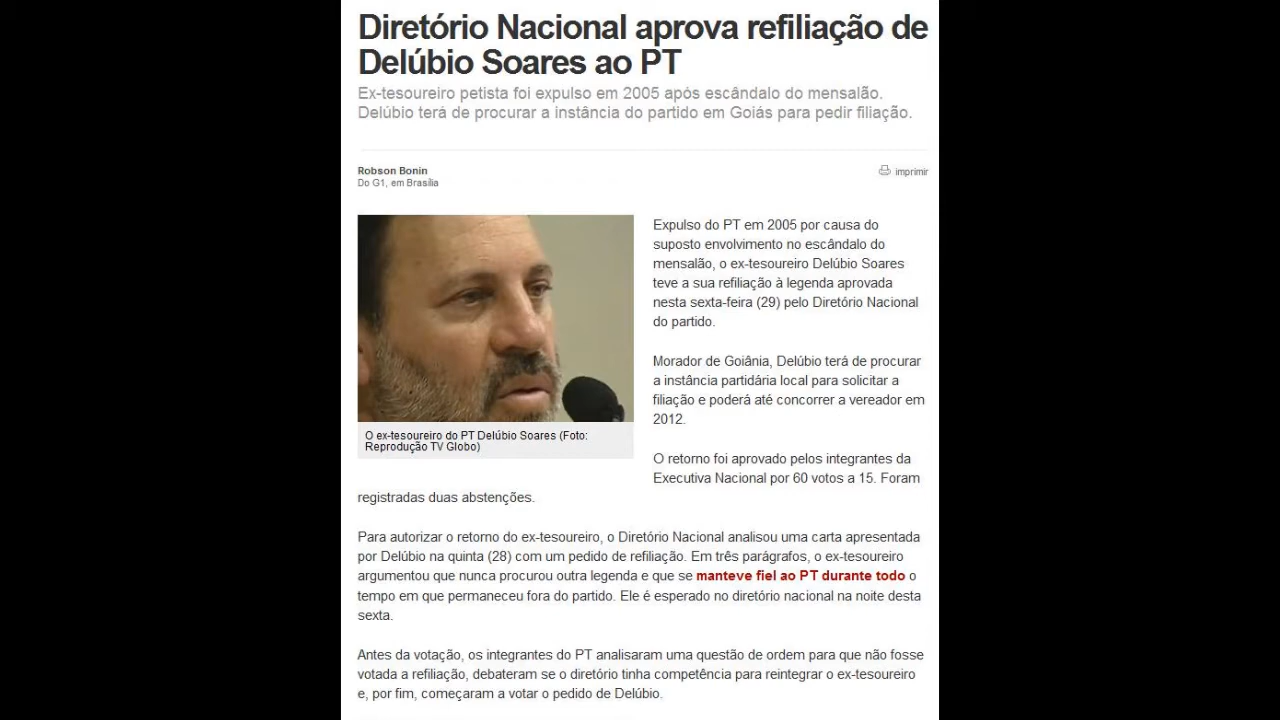 Diretório Nacional aprova refiliação de
Delúbio Soares ao PT
Ex-tesoureiro petista foi expulso em 2005 após escândalo do mensalão.
Delúbio terá de procurar a instância do partido em Goiás para pedir filiação.
Robson Bonin
Do G1, em Brasília
imprimir
O ex-tesoureiro do PT Delúbio Soares (Foto:
Reprodução TV Globo)
Expulso do PT em 2005 por causa do
suposto envolvimento no escândalo do
mensalão, o ex-tesoureiro Delúbio Soares
teve a sua refiliação à legenda aprovada
nesta sexta-feira (29) pelo Diretório Nacional
do partido.
Morador de Goiânia, Delúbio terá de procurar
a instância partidária local para solicitar a
filiação e poderá até concorrer a vereador em
2012.
O retorno foi aprovado pelos integrantes da
Executiva Nacional por 60 votos a 15. Foram
registradas duas abstenções.
Para autorizar o retorno do ex-tesoureiro, o Diretório Nacional analisou uma carta apresentada
por Delúbio na quinta (28) com um pedido de refiliação. Em três parágrafos, o ex-tesoureiro
argumentou que nunca procurou outra legenda e que se manteve fiel ao PT durante todo o
tempo em que permaneceu fora do partido. Ele é esperado no diretório nacional na noite desta
sexta.
Antes da votação, os integrantes do PT analisaram uma questão de ordem para que não fosse
votada a refiliação, debateram se o diretório tinha competência para reintegrar o ex-tesoureiro
e, por fim, começaram a votar o pedido de Delúbio.